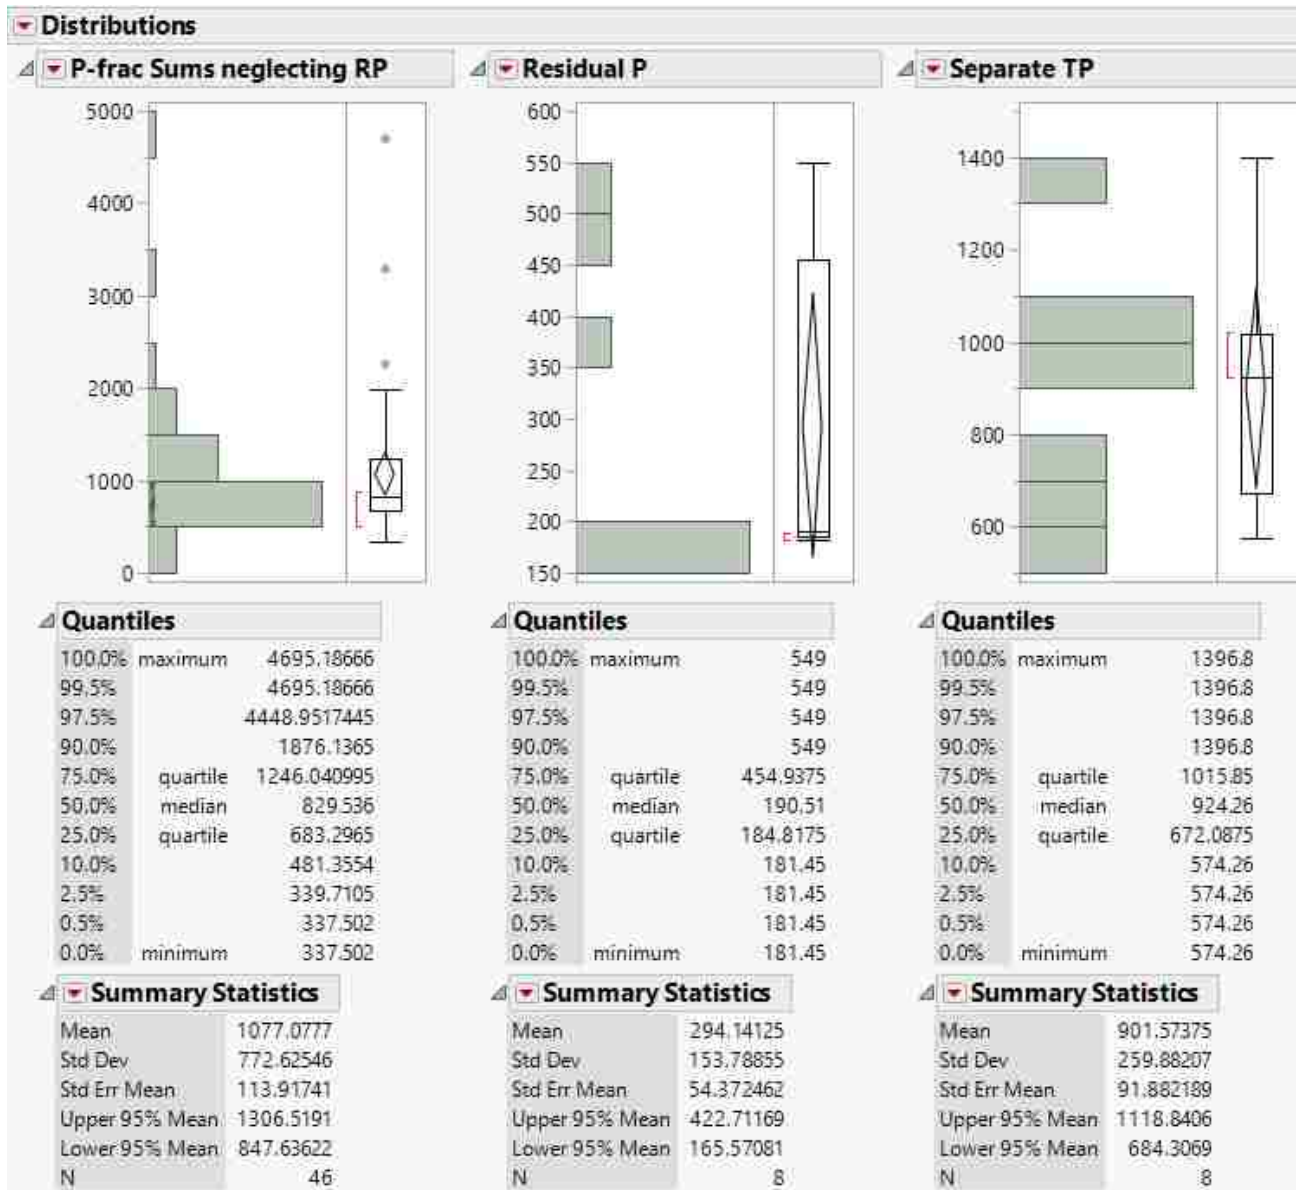 Distributions
P-frac Sums neglecting RP
5000
4000
3000
2000
1000
0
Quantiles
100.0% maximum 4695.18666
99.5% 4695.18666
97.5% 4448.9517445
90.0% 1876.1365
75.0% quartile 1246.040995
50.0% median 829.536
25.0% quartile 683.2965
10.0% 481.3554
2.5% 339.7105
0.5% 337.502
0.0% minimum 337.502
Summary Statistics
Mean 1077.0777
Std Dev 772.62546
Std Err Mean 113.91741
Upper 95% Mean 1306.5191
Lower 95% Mean 847.63622
N 46
Residual P
600
550
500
450
400
350
300
250
200
150
Quantiles
100.0% maximum 549
99.5% 549
97.5% 549
90.0% 549
75.0% quartile 454.9375
50.0% median 190.51
25.0% quartile 184.8175
10.0% 181.45
2.5% 181.45
0.5% 181.45
0.0% minimum 181.45
Summary Statistics
Mean 294.14125
Std Dev 153.78855
Std Err Mean 54.372462
Upper 95% Mean 422.71169
Lower 95% Mean 165.57081
N 8
Separate TP
1400
1200
1000
800
600
Quantiles
100.0% maximum 1396.8
99.5% 1396.8
97.5% 1396.8
90.0% 1396.8
75.0% quartile 1015.85
50.0% median 924.26
25.0% quartile 672.0875
10.0% 574.26
2.5% 574.26
0.5% 574.26
0.0% minimum 574.26
Summary Statistics
Mean 901.57375
Std Dev 259.88207
Std Err Mean 91.882189
Upper 95% Mean 1118.8406
Lower 95% Mean 684.3069
N 8